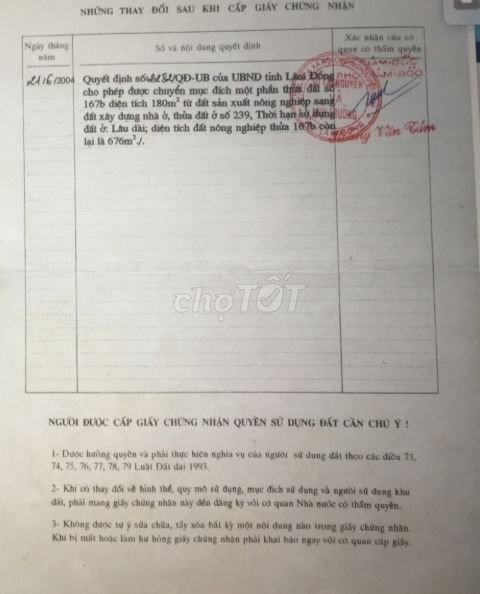 NHỮNG THAY ĐỔI SAU KHI CẤP GIẤY CHỨNG NHẬN
Ngày tháng năm
Số và nội dung quyết định
Xác nhận của cơ quan có thẩm quyền
21/6/2004
Quyết định số /QĐ-UB của UBND tỉnh Lâm Đồng
cho phép được chuyển mục đích một phần thửa đất số
167b diện tích 180m² từ đất sản xuất nông nghiệp sang
đất xây dựng nhà ở, thửa đất ở số 239, Thời hạn sử dụng
đất ở: Lâu dài; diện tích đất nông nghiệp thửa 167b còn
lại là 676m²./.
GIÁM ĐỐC
chợTỐT
NGƯỜI ĐƯỢC CẤP GIẤY CHỨNG NHẬN QUYỀN SỬ DỤNG ĐẤT CẦN CHÚ Ý !
1- Được hưởng quyền và phải thực hiện nghĩa vụ của người sử dụng đất theo các điều 73,
74, 75, 76, 77, 78, 79 Luật Đất đai 1993.
2- Khi có thay đổi về hình thể, quy mô sử dụng, mục đích sử dụng và người sử dụng khu
đất, phải mang giấy chứng nhận này đến đăng ký với cơ quan Nhà nước có thẩm quyền.
3- Không được tự ý sửa chữa, tẩy xóa bất kỳ một nội dung nào trong giấy chứng nhận.
Khi bị mất hoặc làm hư hỏng giấy chứng nhận phải khai báo ngay với cơ quan cấp giấy.